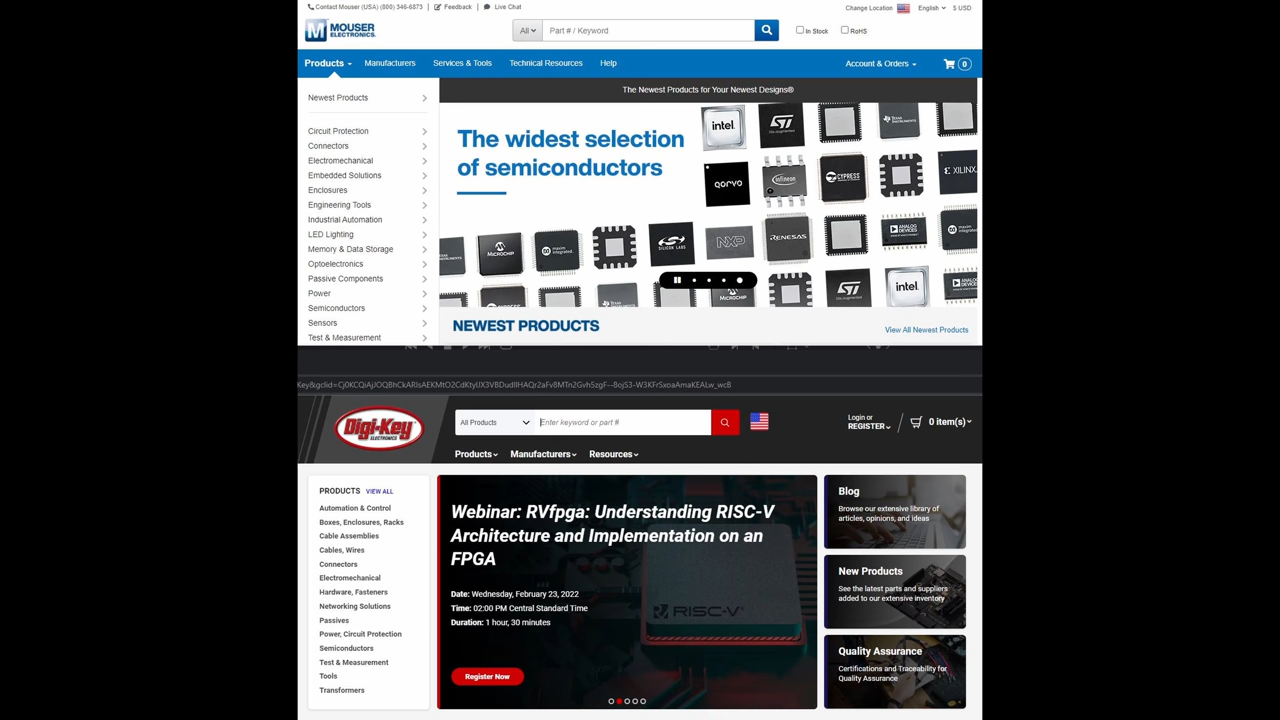 Contact Mouser (USA) (800) 346-6873 | Feedback | Live Chat
Change Location English $ USD
MOUSER
ELECTRONICS
All Part # / Keyword In Stock RoHS
Products Manufacturers Services & Tools Technical Resources Help Account & Orders 0
Newest Products
Circuit Protection
Connectors
Electromechanical
Embedded Solutions
Enclosures
Engineering Tools
Industrial Automation
LED Lighting
Memory & Data Storage
Optoelectronics
Passive Components
Power
Semiconductors
Sensors
Test & Measurement
The Newest Products for Your Newest Designs®
The widest selection
of semiconductors
intel.
ST
TEXAS INSTRUMENTS
QORVO
infineon
CYPRESS
XILINX
MICROCHIP
maxim integrated
SILICON LABS
NXP
RENESAS
ANALOG DEVICES
MICROCHIP
ST
intel.
ANALOG DEVICES
NEWEST PRODUCTS
View All Newest Products
Digi-Key
ELECTRONICS
All Products Enter keyword or part #
Login or
REGISTER
0 item(s)
Products Manufacturers Resources
PRODUCTS VIEW ALL
Automation & Control
Boxes, Enclosures, Racks
Cable Assemblies
Cables, Wires
Connectors
Electromechanical
Hardware, Fasteners
Networking Solutions
Passives
Power, Circuit Protection
Semiconductors
Test & Measurement
Tools
Transformers
Webinar: RVfpga: Understanding RISC-V
Architecture and Implementation on an
FPGA
Date: Wednesday, February 23, 2022
Time: 02:00 PM Central Standard Time
Duration: 1 hour, 30 minutes
Register Now
RISC-V
Blog
Browse our extensive library of
articles, opinions, and ideas
New Products
See the latest parts and suppliers
added to our extensive inventory
Quality Assurance
Certifications and Traceability for
Quality Assurance